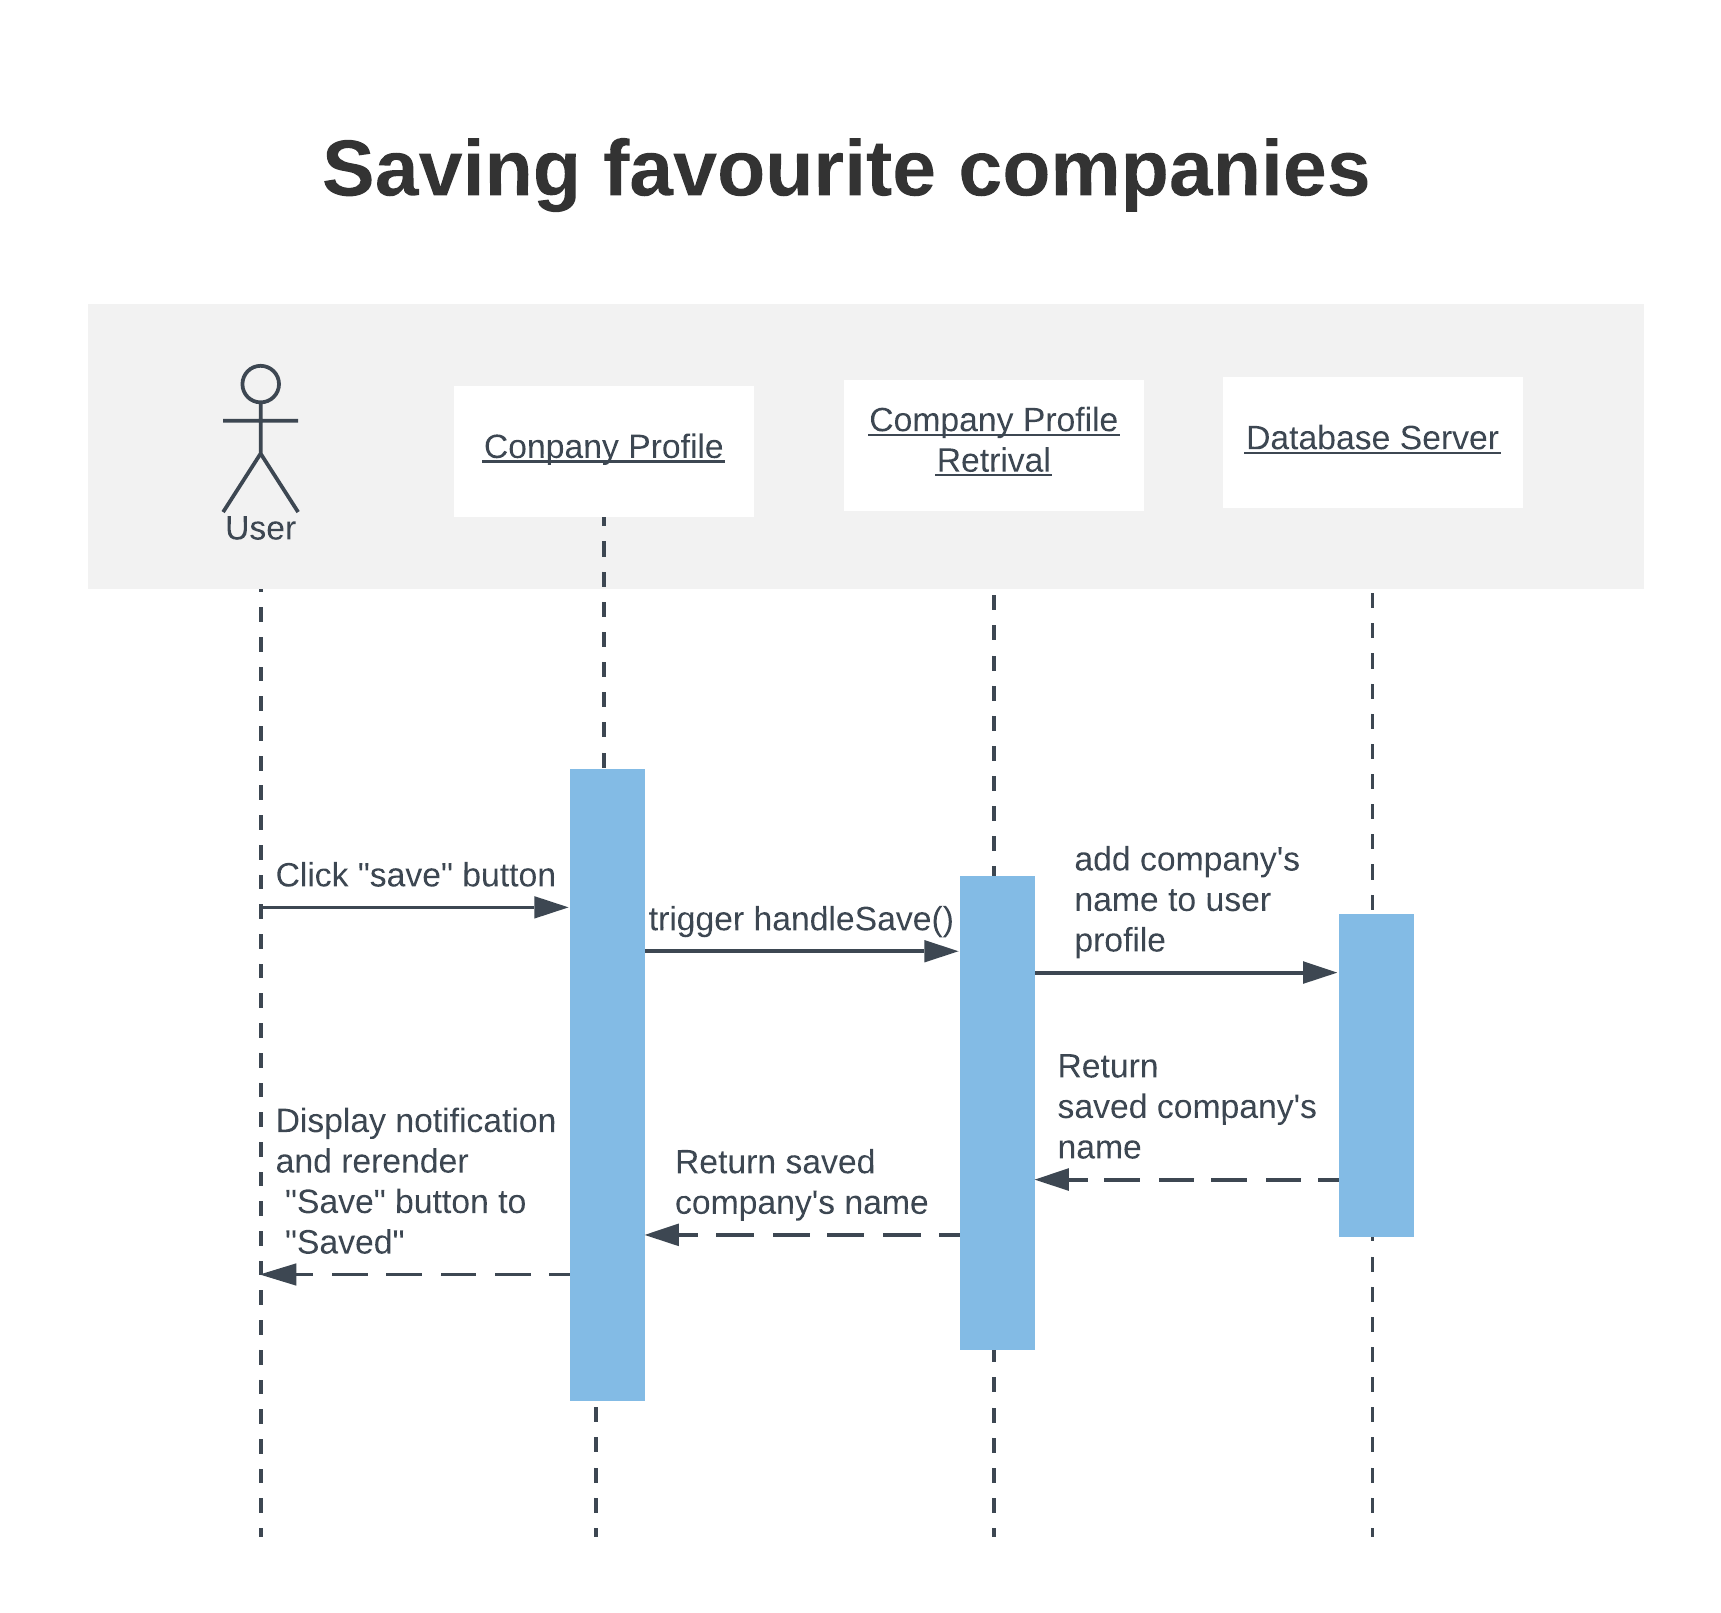 Saving favourite companies
User
Conpany Profile
Company Profile
Retrival
Database Server
Click "save" button
trigger handleSave()
add company's
name to user
profile
Return
saved company's
name
Return saved
company's name
Display notification
and rerender
"Save" button to
"Saved"